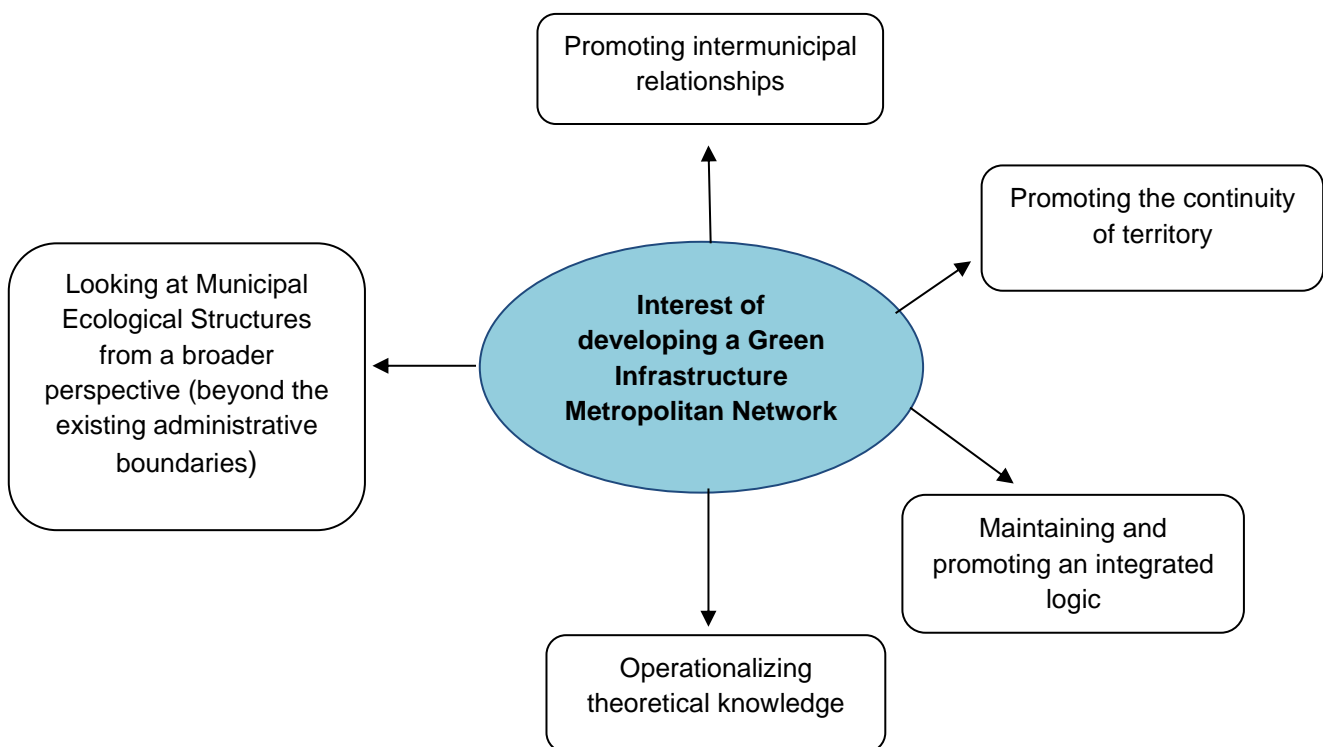 Promoting intermunicipal
relationships
Promoting the continuity
of territory
Looking at Municipal
Ecological Structures
from a broader
perspective (beyond the
existing administrative
boundaries)
Interest of
developing a Green
Infrastructure
Metropolitan Network
Maintaining and
promoting an integrated
logic
Operationalizing
theoretical knowledge